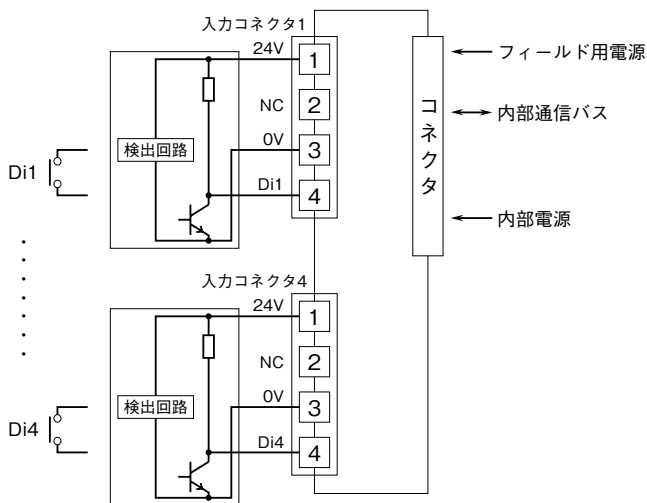 入力コネクタ1
24V
1
フィールド用電源
NC
2
コネクタ
内部通信バス
0V
3
検出回路
Di1
Di1
4
内部電源
入力コネクタ4
24V
1
NC
2
0V
3
検出回路
Di4
Di4
4